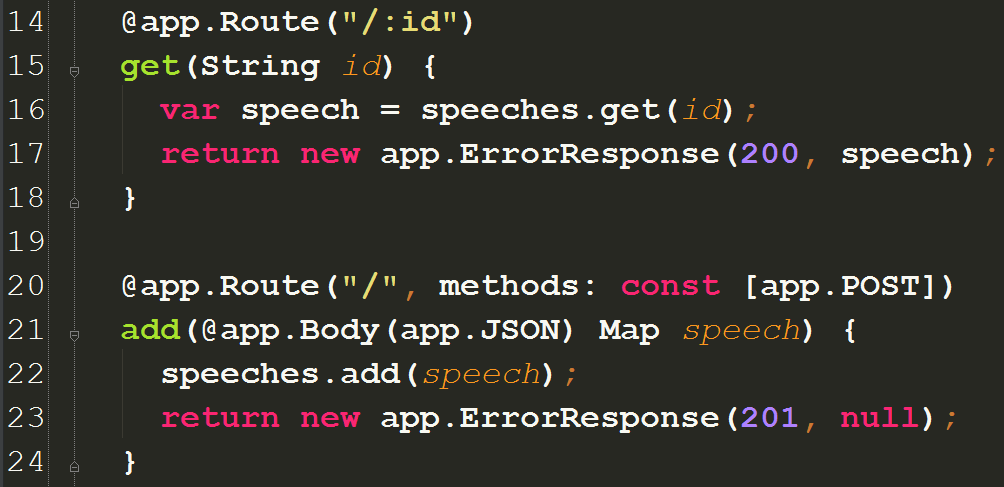 14 @app.Route("/:id")
15 get(String id) {
16 var speech = speeches.get(id);
17 return new app.ErrorResponse(200, speech);
18 }
19
20 @app.Route("/", methods: const [app.POST])
21 add(@app.Body(app.JSON) Map speech) {
22 speeches.add(speech);
23 return new app.ErrorResponse(201, null);
24 }